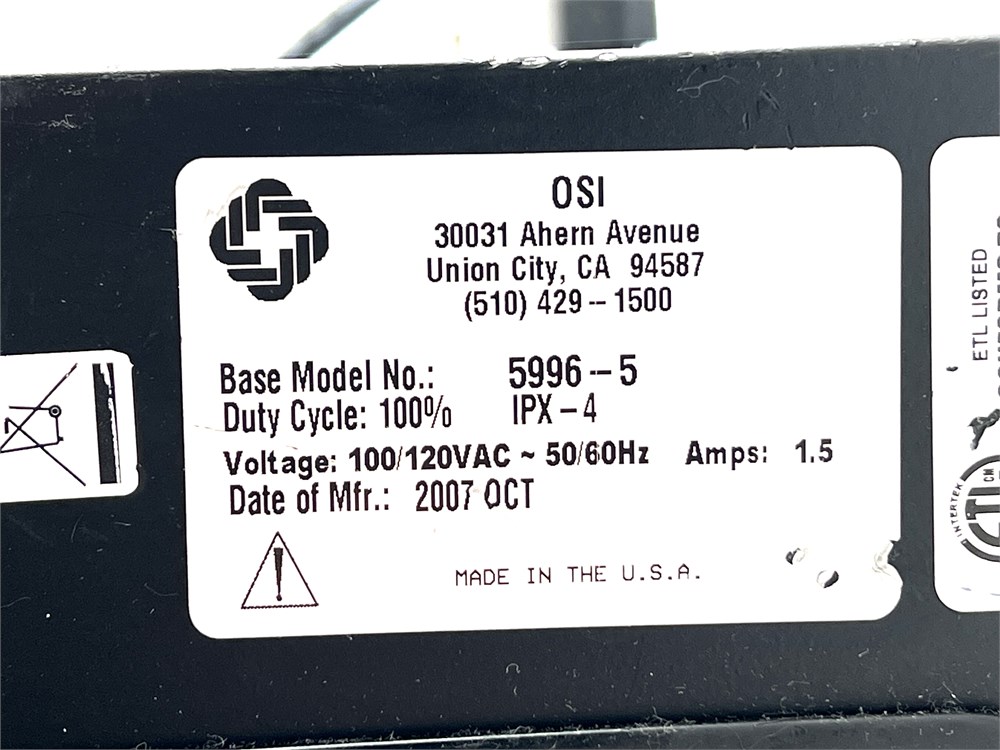 OSI
30031 Ahern Avenue
Union City, CA 94587
(510) 429--1500
Base Model No.: 5996--5
Duty Cycle: 100% IPX-4
Voltage: 100/120VAC ~ 50/60Hz Amps: 1.5
Date of Mfr.: 2007 OCT
MADE IN THE U.S.A.
ETL LISTED
INTERTEK
CM